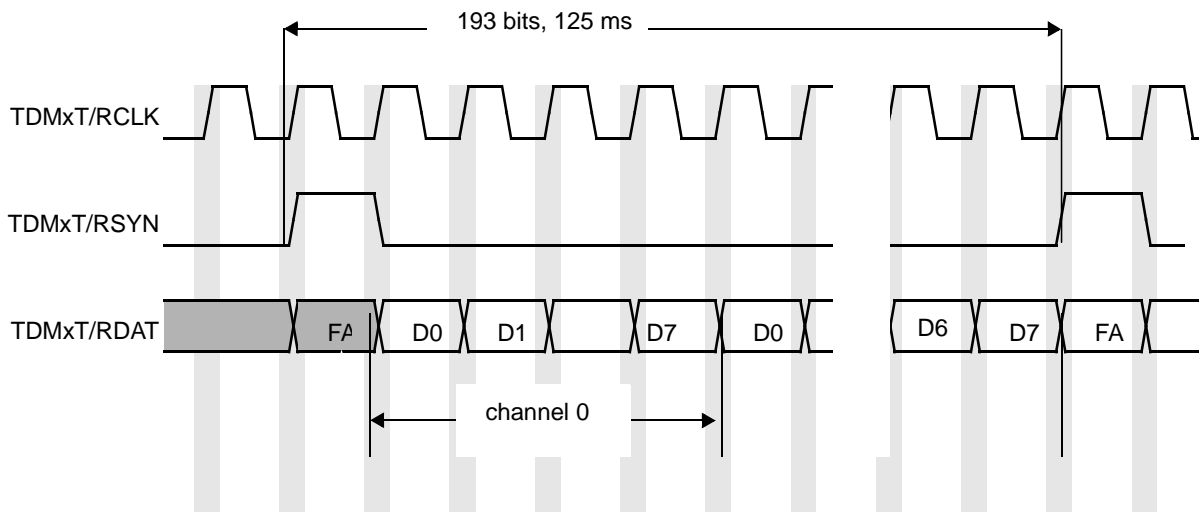 193 bits, 125 ms
TDMxT/RCLK
TDMxT/RSYN
TDMxT/RDAT
FA D0 D1 D7 D0 D6 D7 FA
channel 0